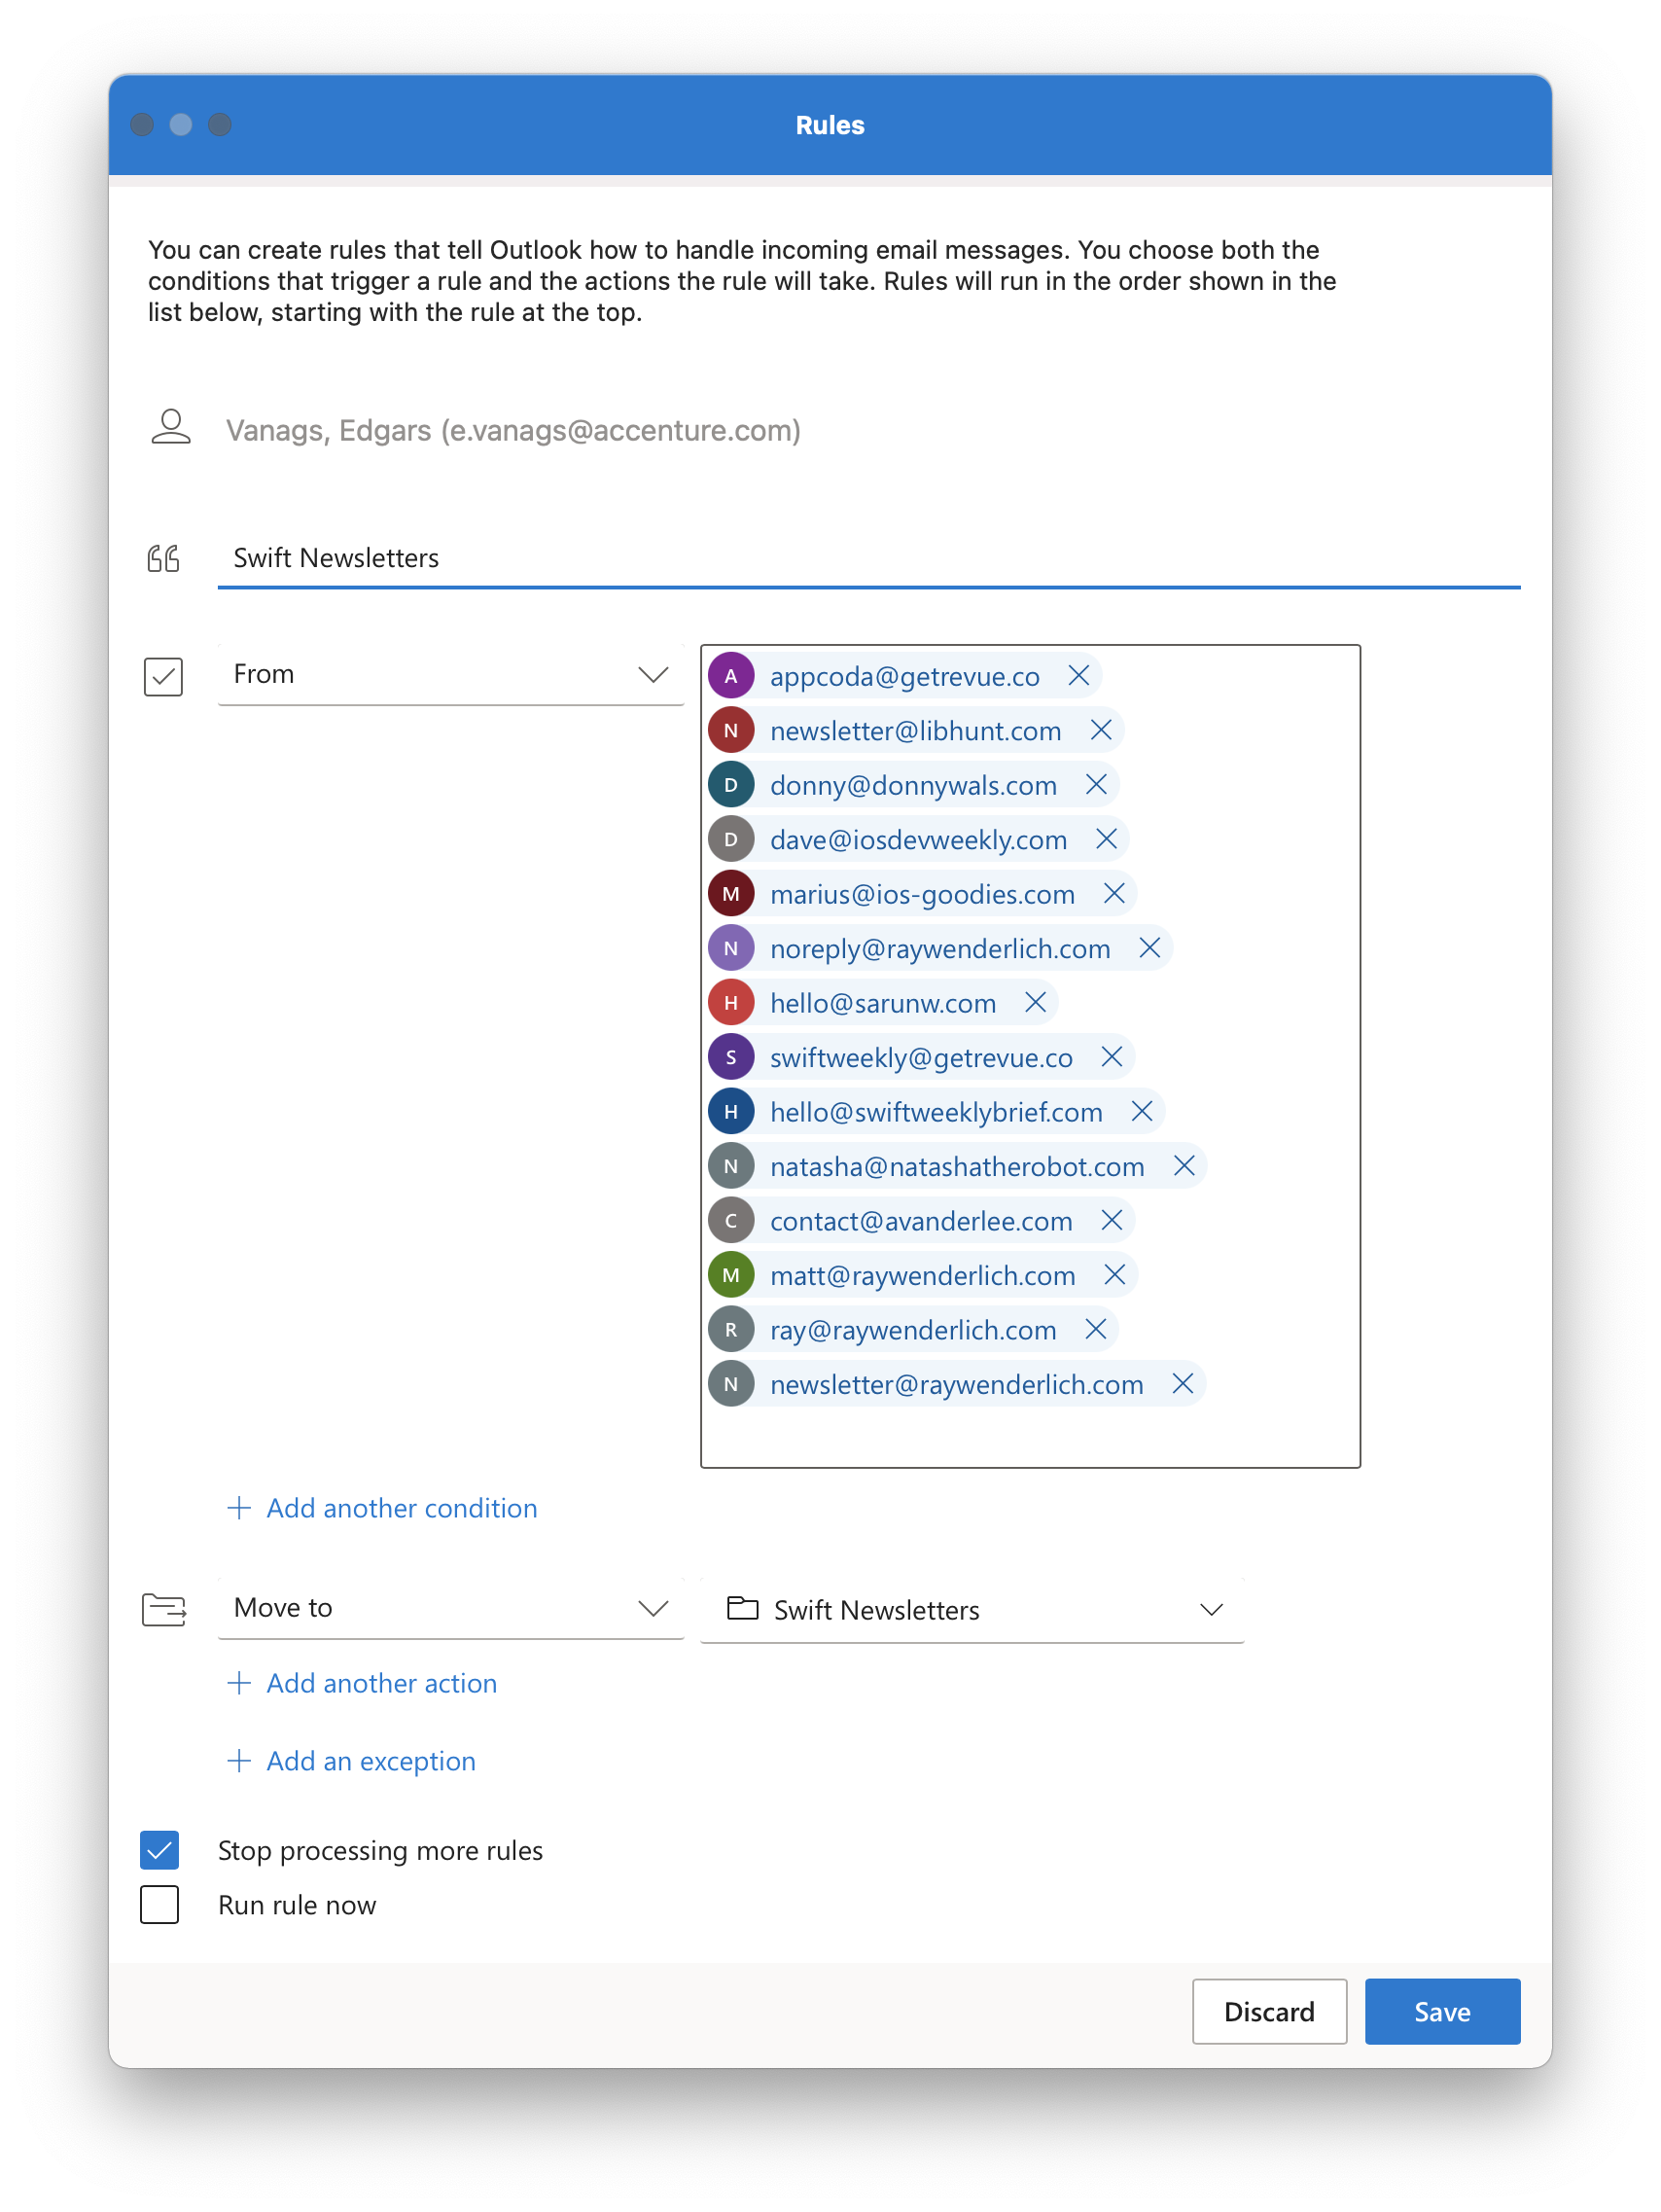 Rules
You can create rules that tell Outlook how to handle incoming email messages. You choose both the
conditions that trigger a rule and the actions the rule will take. Rules will run in the order shown in the
list below, starting with the rule at the top.
Vanags, Edgars (e.vanags@accenture.com)
Swift Newsletters
From
A appcoda@getrevue.co
N newsletter@libhunt.com
D donny@donnywals.com
D dave@iosdevweekly.com
M marius@ios-goodies.com
N noreply@raywenderlich.com
H hello@sarunw.com
S swiftweekly@getrevue.co
H hello@swiftweeklybrief.com
N natasha@natashatherobot.com
C contact@avanderlee.com
M matt@raywenderlich.com
R ray@raywenderlich.com
N newsletter@raywenderlich.com
Add another condition
Move to Swift Newsletters
Add another action
Add an exception
Stop processing more rules
Run rule now
Discard Save